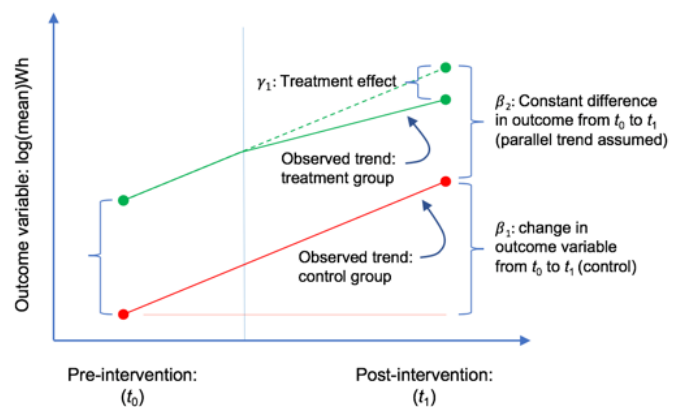 Outcome variable: log(mean)Wh
γ₁: Treatment effect
β₂: Constant difference
in outcome from t₀ to t₁
(parallel trend assumed)
Observed trend:
treatment group
Observed trend:
control group
β₁: change in
outcome variable
from t₀ to t₁ (control)
Pre-intervention:
(t₀)
Post-intervention:
(t₁)